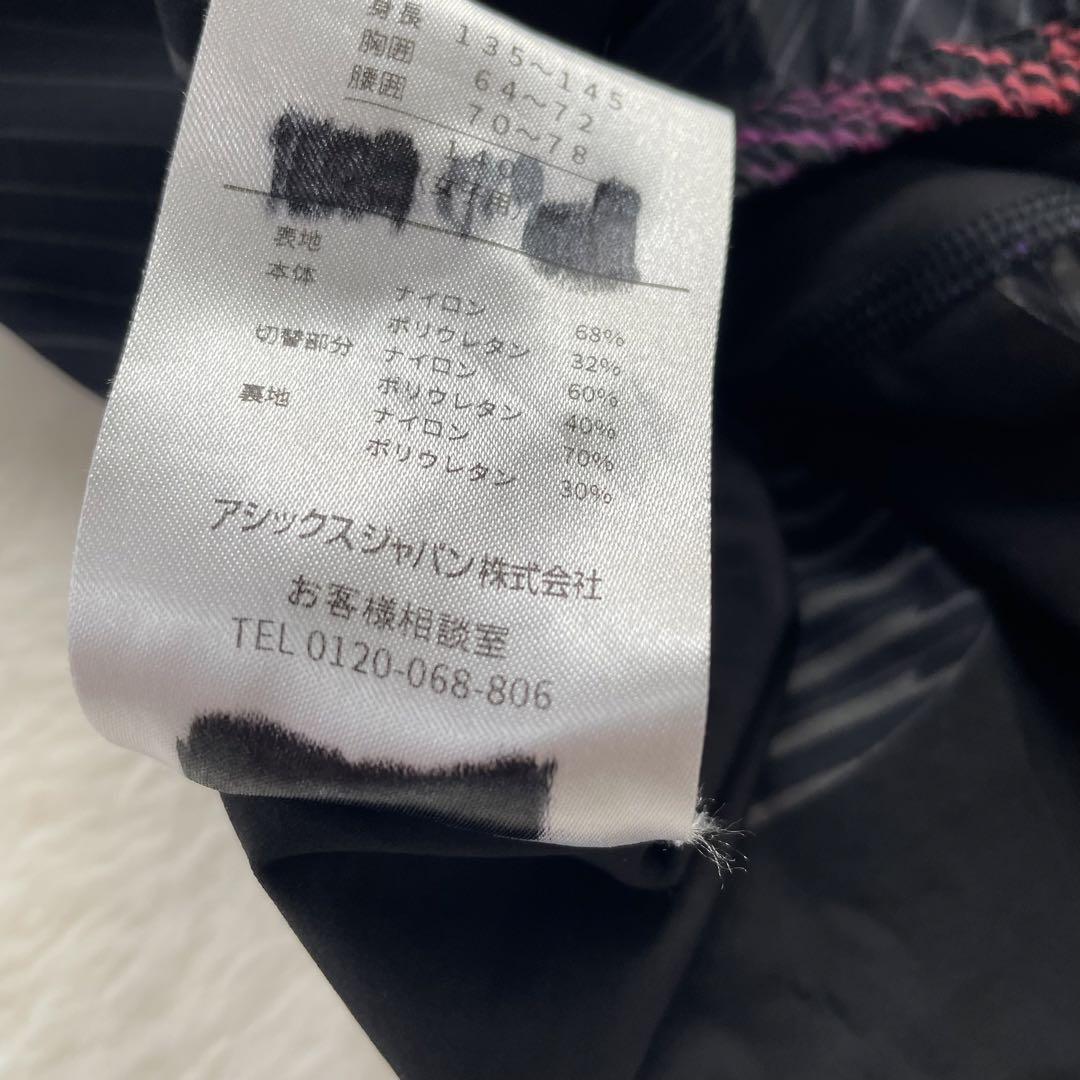 身長 135～145
胸囲 64～72
腰囲 70～78
140
表地
本体 ナイロン 68%
ポリウレタン 32%
切替部分 ナイロン 60%
ポリウレタン 40%
裏地 ナイロン 70%
ポリウレタン 30%
アシックスジャパン株式会社
お客様相談室
TEL 0120-068-806